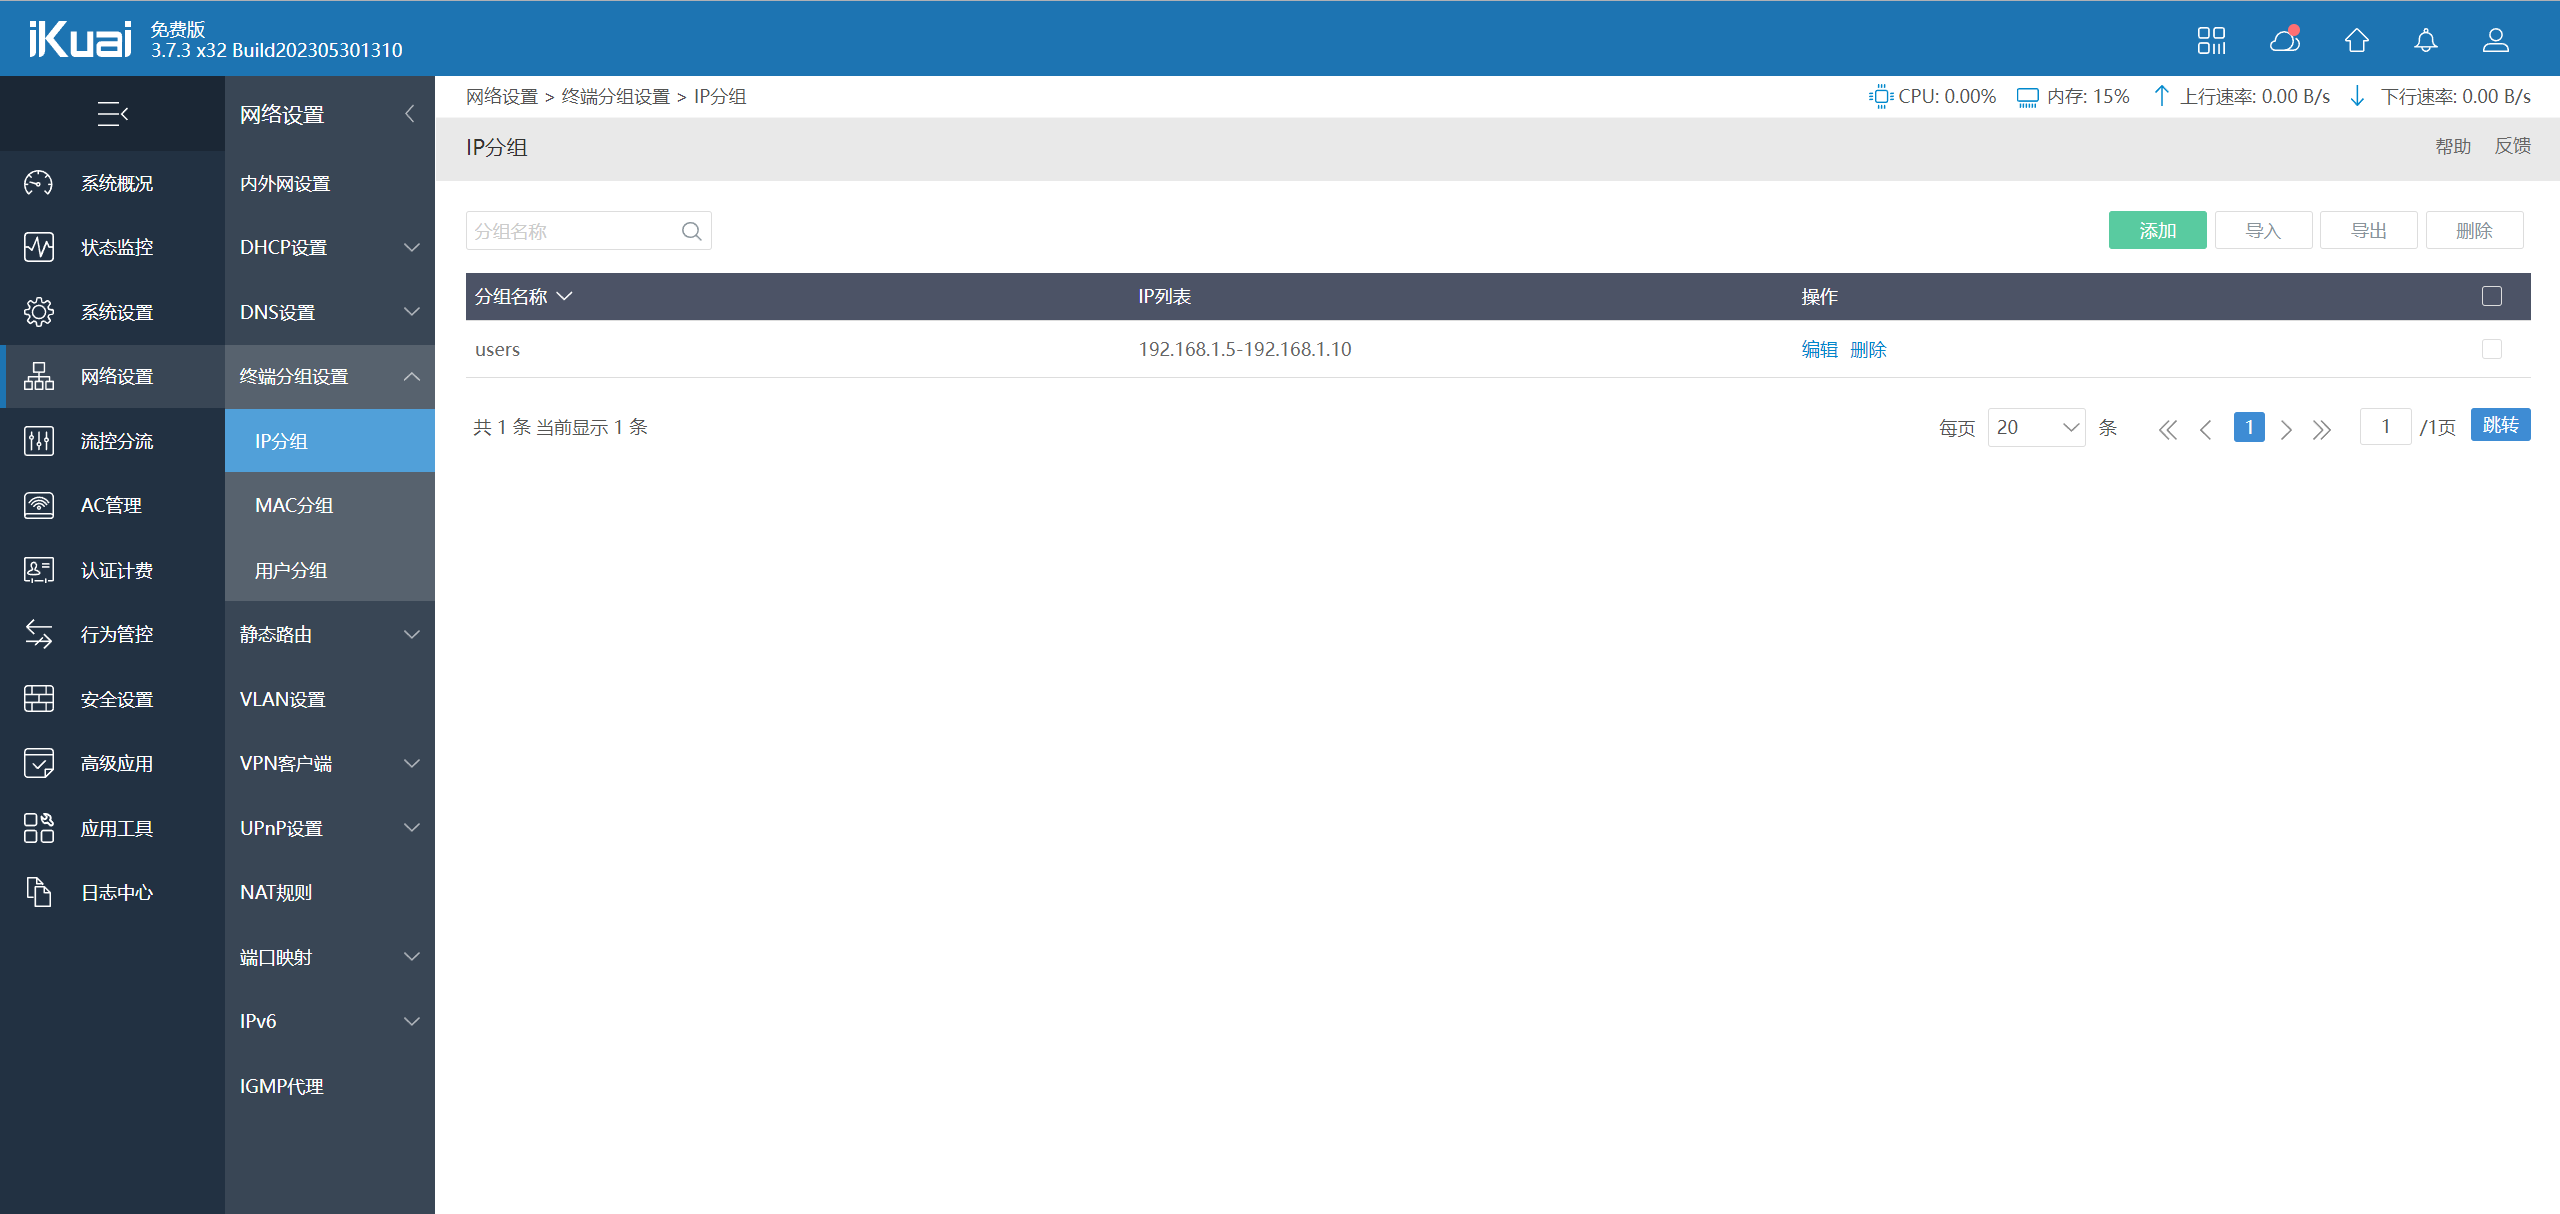 iKuai
免费版
3.7.3 x32 Build202305301310
网络设置 > 终端分组设置 > IP分组
CPU: 0.00%
内存: 15%
上行速率: 0.00 B/s
下行速率: 0.00 B/s
系统概况
状态监控
系统设置
网络设置
流控分流
AC管理
认证计费
行为管控
安全设置
高级应用
应用工具
日志中心
网络设置
内外网设置
DHCP设置
DNS设置
终端分组设置
IP分组
MAC分组
用户分组
静态路由
VLAN设置
VPN客户端
UPnP设置
NAT规则
端口映射
IPv6
IGMP代理
IP分组
帮助 反馈
分组名称
添加 导入 导出 删除
分组名称 IP列表 操作
users 192.168.1.5-192.168.1.10 编辑 删除
共 1 条 当前显示 1 条
每页 20 条 1 1 /1页 跳转